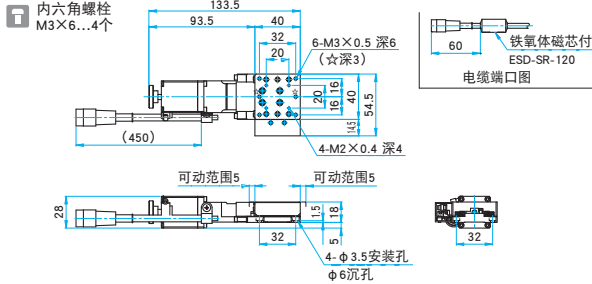 内六角螺栓
M3×6…4个
133.5
93.5
40
32
20
6-M3×0.5 深6
(☆深3)
16
16
20
40
54.5
14.5
(450)
4-M2×0.4 深4
60
铁氧体磁芯付
ESD-SR-120
电缆端口图
可动范围5
可动范围5
28
1.5
18
5
32
4-φ3.5安装孔
φ6沉孔
32